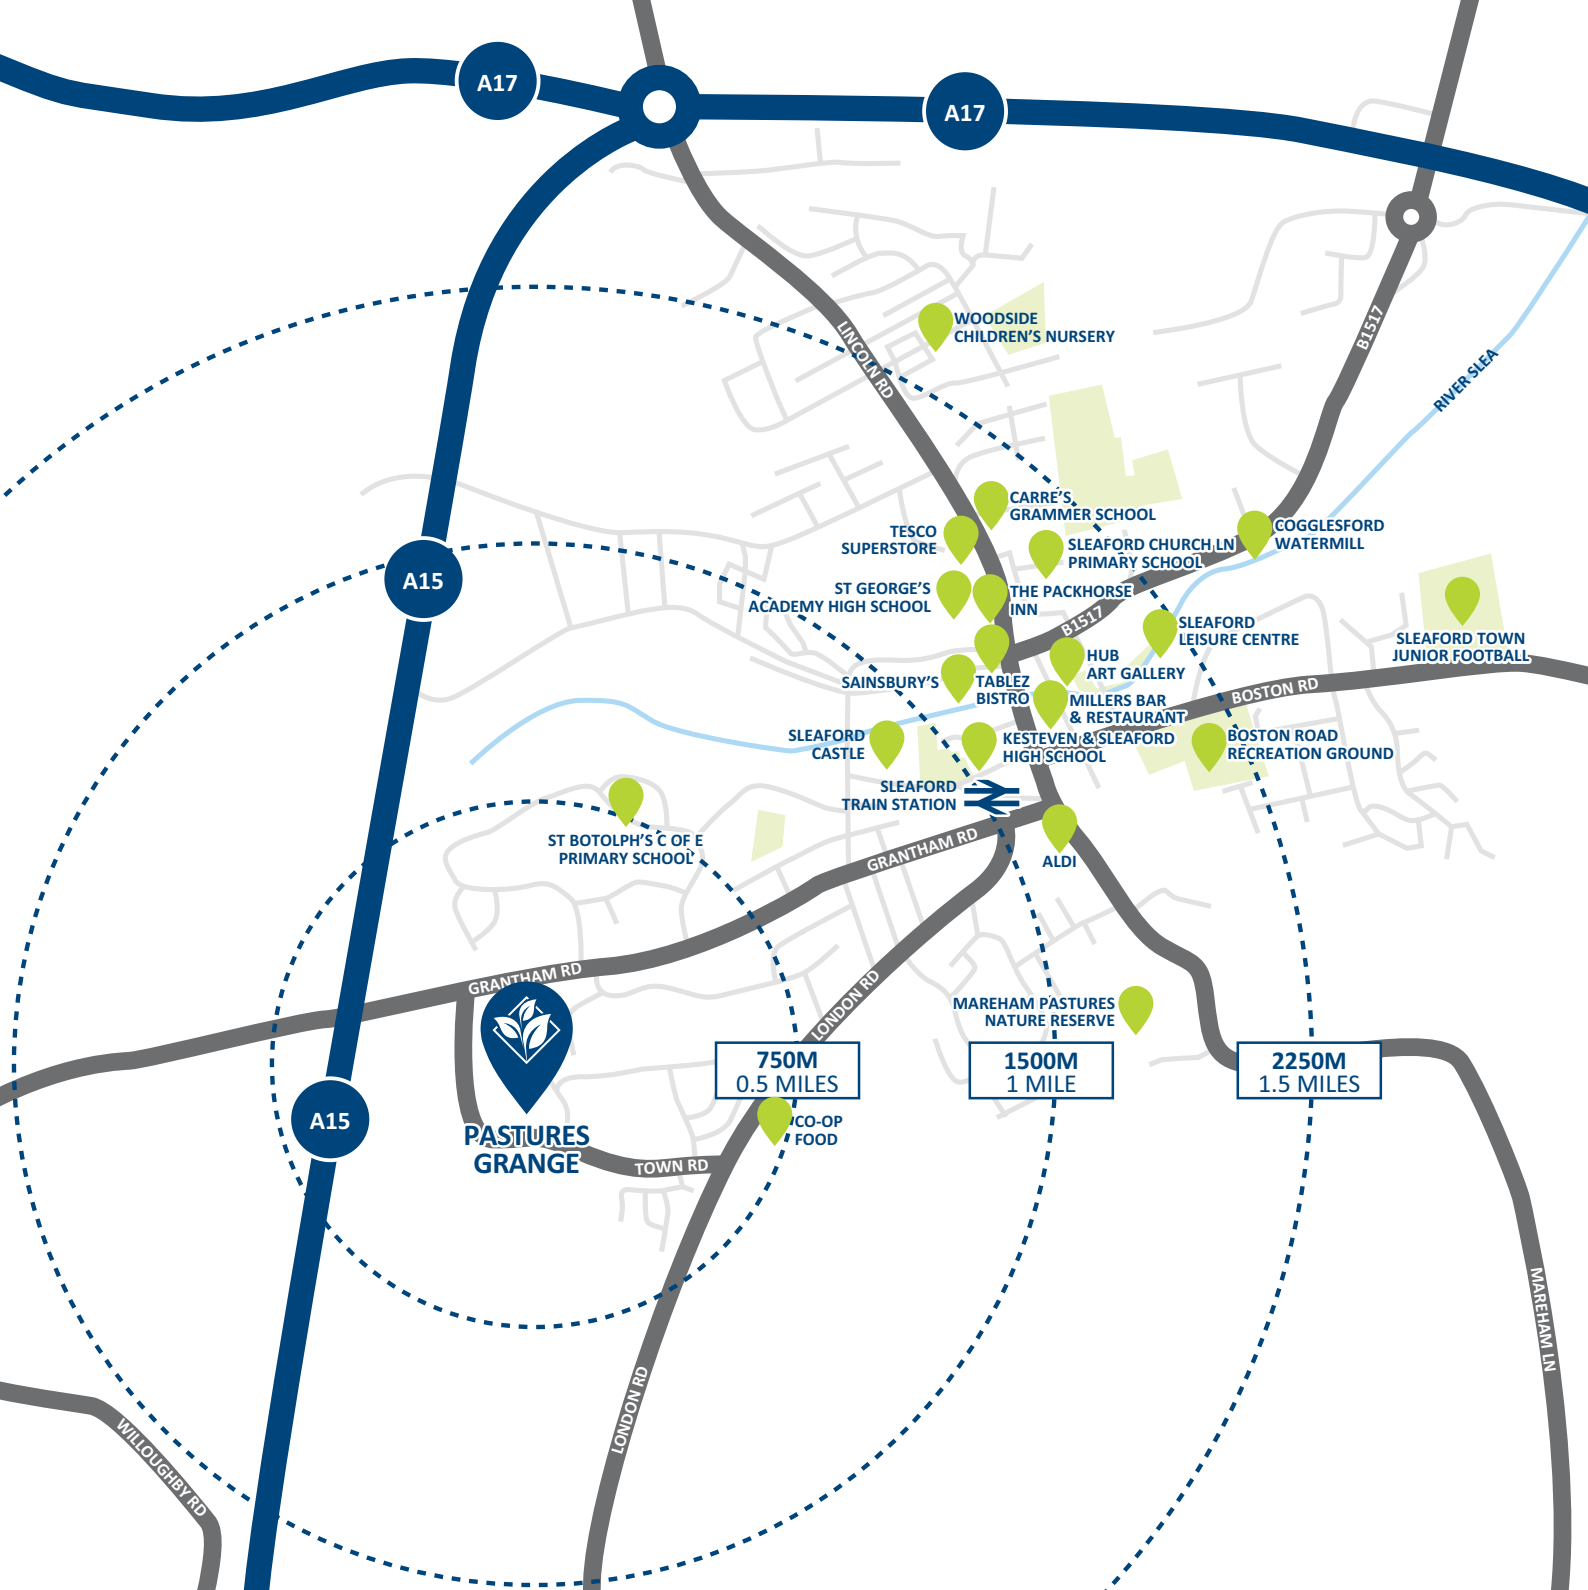 A17
A17
WOODSIDE
CHILDREN'S NURSERY
LINCOLN RD
B1517
RIVER SLEA
CARRE'S
GRAMMER SCHOOL
TESCO
SUPERSTORE
SLEAFORD CHURCH LN
PRIMARY SCHOOL
COGGLESFORD
WATERMILL
A15
ST GEORGE'S
ACADEMY HIGH SCHOOL
THE PACKHORSE
INN
B1517
SLEAFORD
LEISURE CENTRE
SLEAFORD TOWN
JUNIOR FOOTBALL
HUB
ART GALLERY
SAINSBURY'S
TABLEZ
BISTRO
BOSTON RD
MILLERS BAR
& RESTAURANT
SLEAFORD
CASTLE
KESTEVEN & SLEAFORD
HIGH SCHOOL
BOSTON ROAD
RECREATION GROUND
SLEAFORD
TRAIN STATION
ST BOTOLPH'S C OF E
PRIMARY SCHOOL
GRANTHAM RD
ALDI
GRANTHAM RD
LONDON RD
MAREHAM PASTURES
NATURE RESERVE
750M
0.5 MILES
1500M
1 MILE
2250M
1.5 MILES
A15
CO-OP
FOOD
PASTURES
GRANGE
TOWN RD
MAREHAM LN
LONDON RD
WILLOUGHBY RD